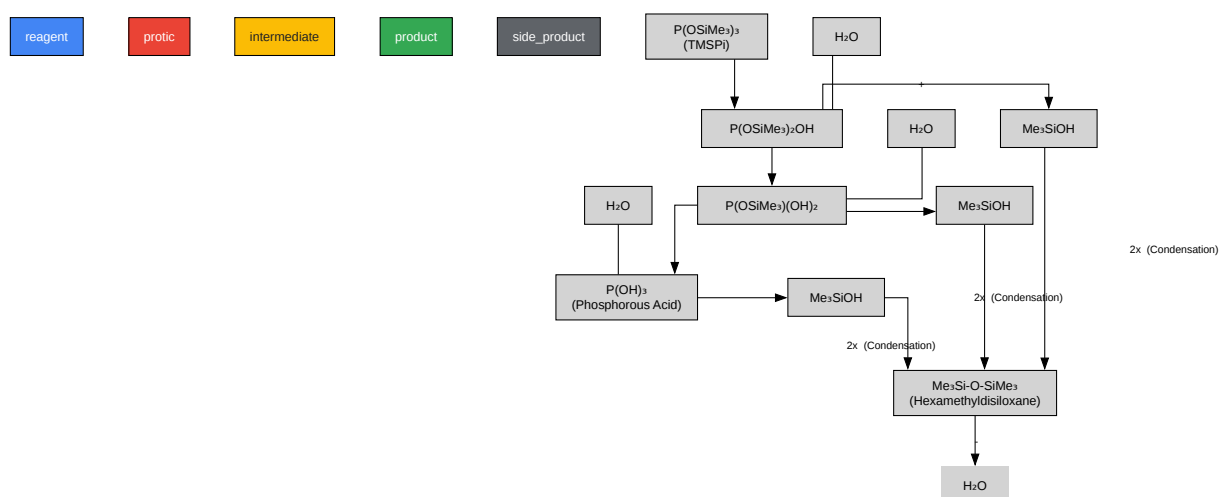 reagent
protic
intermediate
product
side_product
P(OSiMe₃)₃
(TMSPi)
H₂O
+
P(OSiMe₃)₂OH
H₂O
Me₃SiOH
H₂O
P(OSiMe₃)(OH)₂
Me₃SiOH
2x (Condensation)
P(OH)₃
(Phosphorous Acid)
Me₃SiOH
2x (Condensation)
2x (Condensation)
Me₃Si-O-SiMe₃
(Hexamethyldisiloxane)
-
H₂O